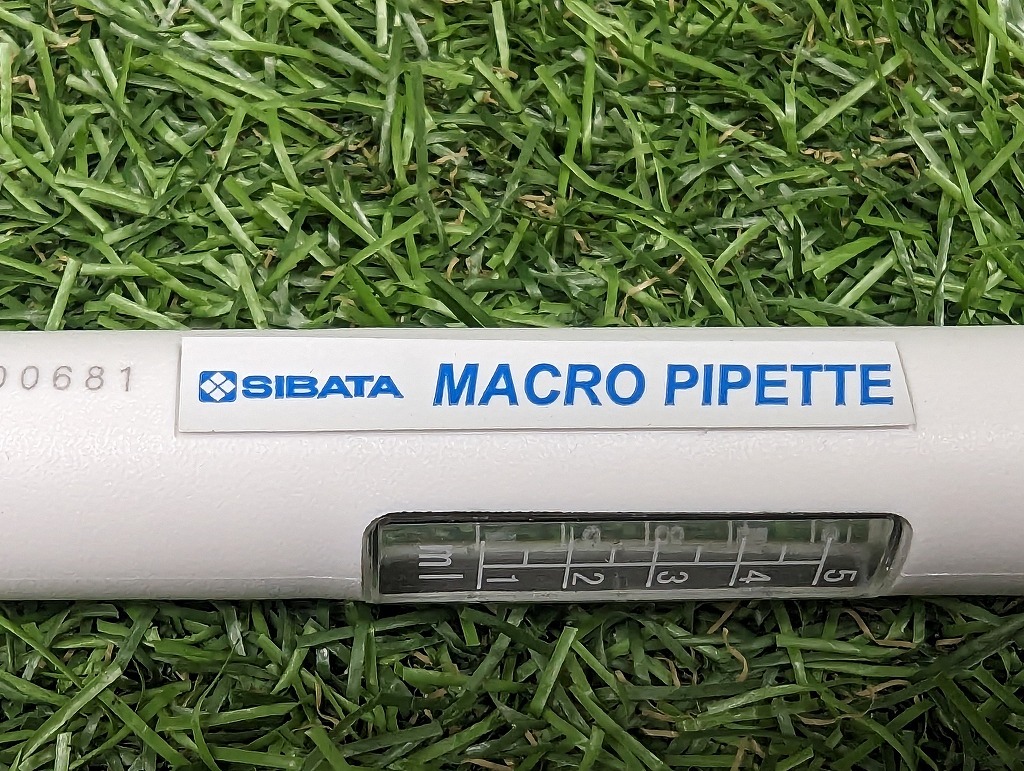 00681
SIBATA MACRO PIPETTE
ml 1 2 3 4 5